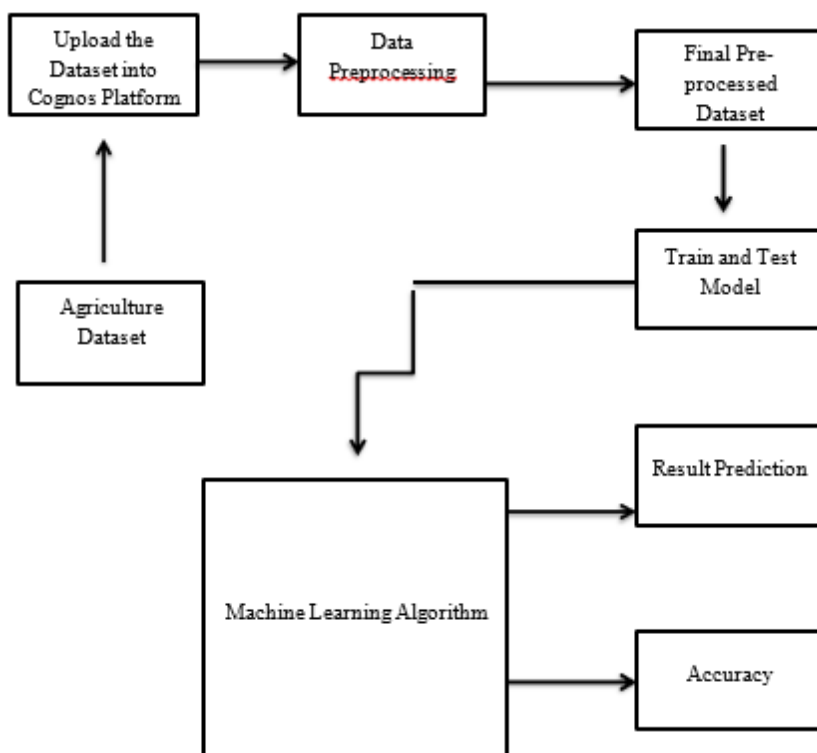 Upload the
Dataset into
Cognos Platform
Data
Preprocessing
Final Pre-
processed
Dataset
Agriculture
Dataset
Train and Test
Model
Result Prediction
Machine Learning Algorithm
Accuracy